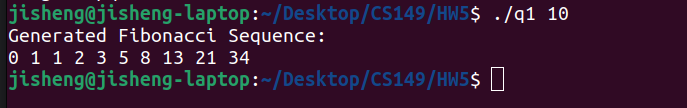 jisheng@jisheng-laptop:~/Desktop/CS149/HW5$ ./q1 10
Generated Fibonacci Sequence:
0 1 1 2 3 5 8 13 21 34
jisheng@jisheng-laptop:~/Desktop/CS149/HW5$